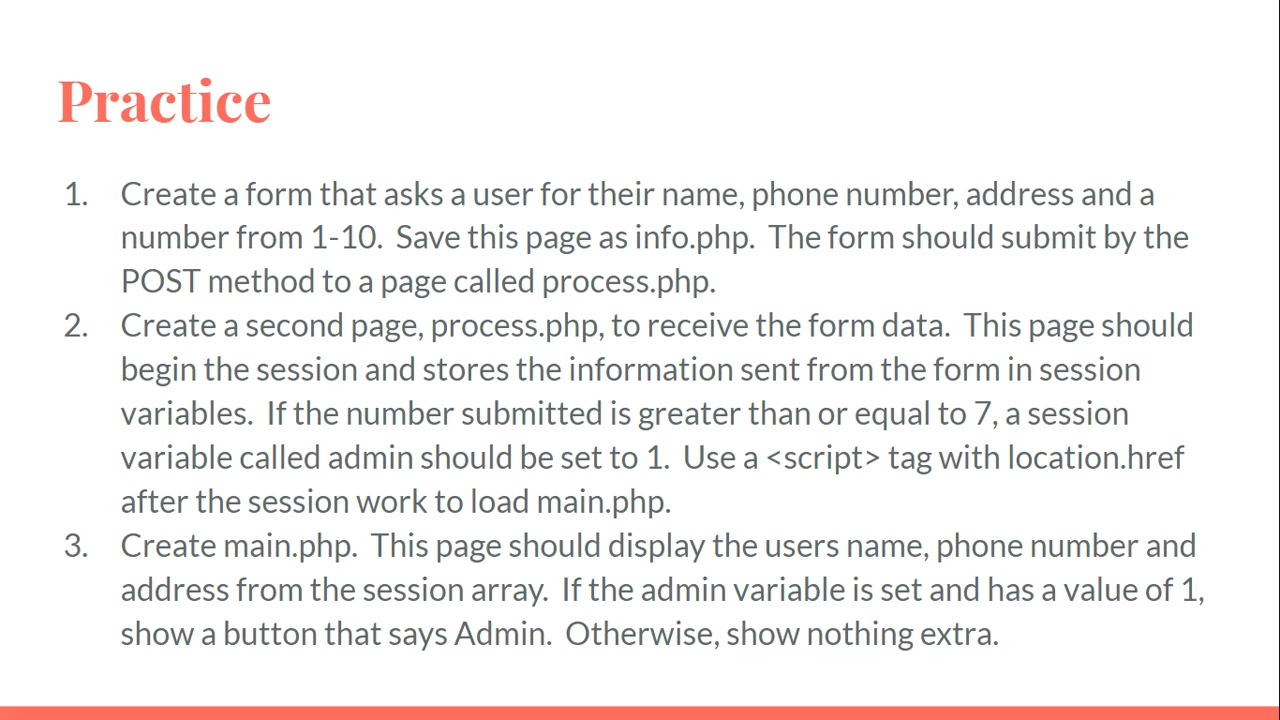 Practice
1. Create a form that asks a user for their name, phone number, address and a
number from 1-10.  Save this page as info.php.  The form should submit by the
POST method to a page called process.php.
2. Create a second page, process.php, to receive the form data.  This page should
begin the session and stores the information sent from the form in session
variables.  If the number submitted is greater than or equal to 7, a session
variable called admin should be set to 1.  Use a <script> tag with location.href
after the session work to load main.php.
3. Create main.php.  This page should display the users name, phone number and
address from the session array.  If the admin variable is set and has a value of 1,
show a button that says Admin.  Otherwise, show nothing extra.